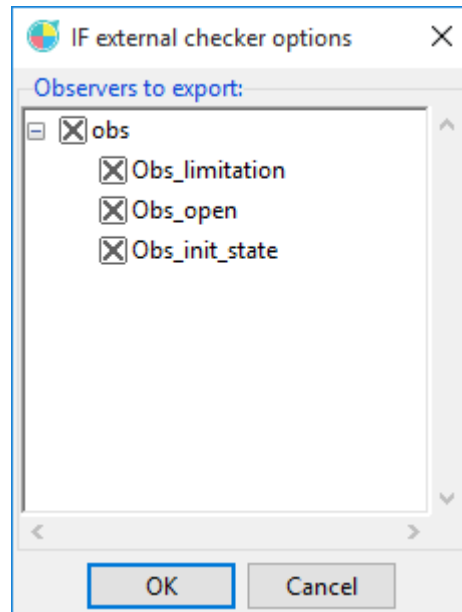 IF external checker options
Observers to export:
obs
Obs_limitation
Obs_open
Obs_init_state
OK Cancel